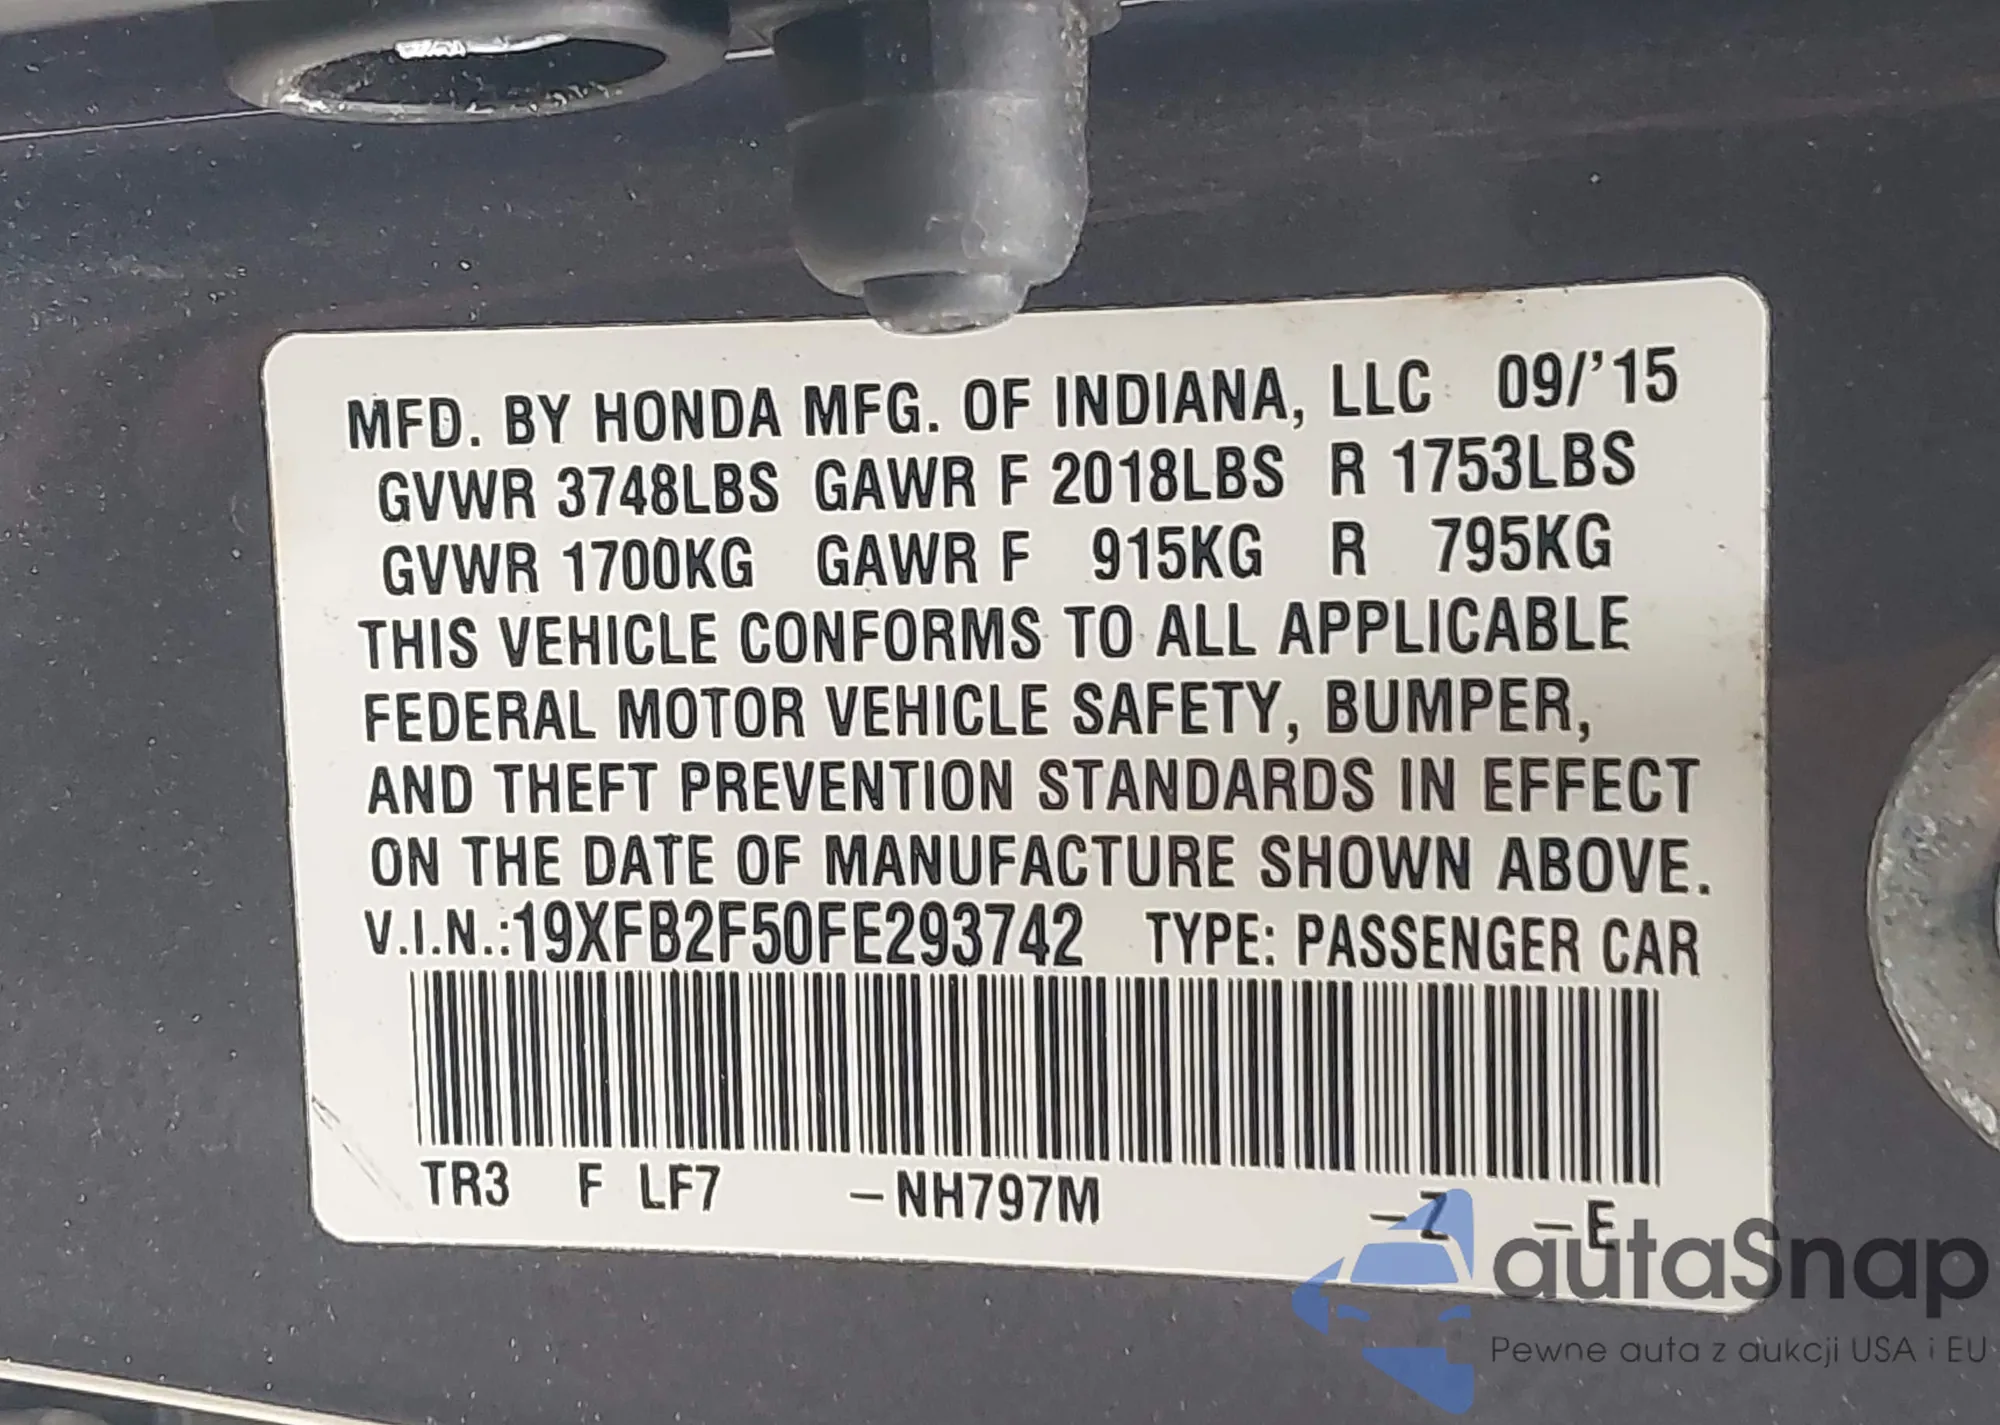 MFD. BY HONDA MFG. OF INDIANA, LLC 09/'15
GVWR 3748LBS GAWR F 2018LBS R 1753LBS
GVWR 1700KG GAWR F 915KG R 795KG
THIS VEHICLE CONFORMS TO ALL APPLICABLE
FEDERAL MOTOR VEHICLE SAFETY, BUMPER,
AND THEFT PREVENTION STANDARDS IN EFFECT
ON THE DATE OF MANUFACTURE SHOWN ABOVE.
V.I.N.:19XFB2F50FE293742 TYPE: PASSENGER CAR
TR3 F LF7 –NH797M –Z –E
autaSnap
Pewne auta z aukcji USA i EU